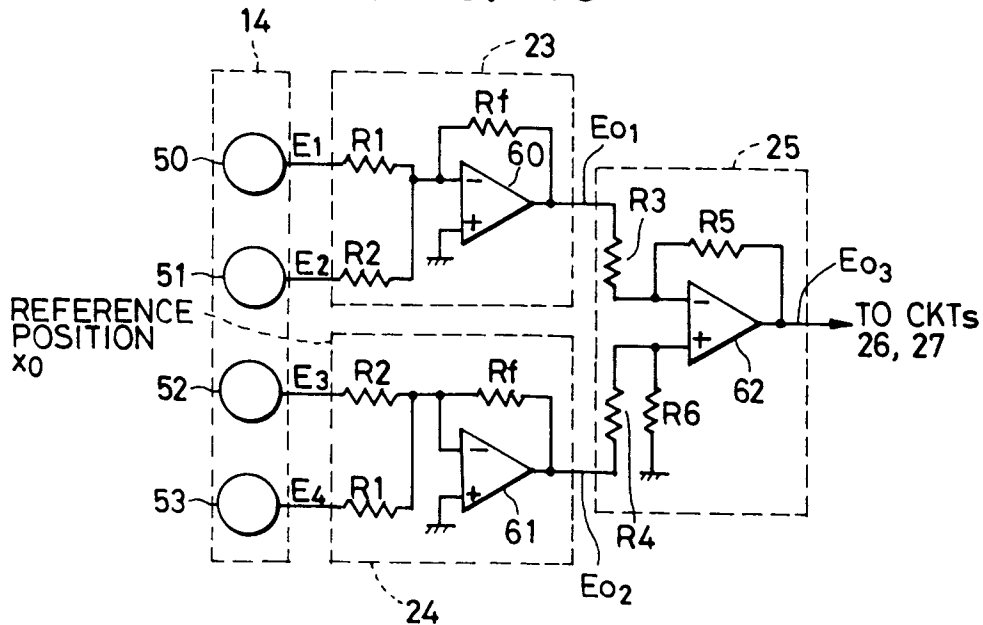 14
23
25
50
E1
R1
Rf
60
Eo1
R3
R5
51
E2
R2
Eo3
REFERENCE
POSITION
x0
TO CKTs
26, 27
52
E3
R2
Rf
62
R6
53
E4
R1
61
R4
Eo2
24